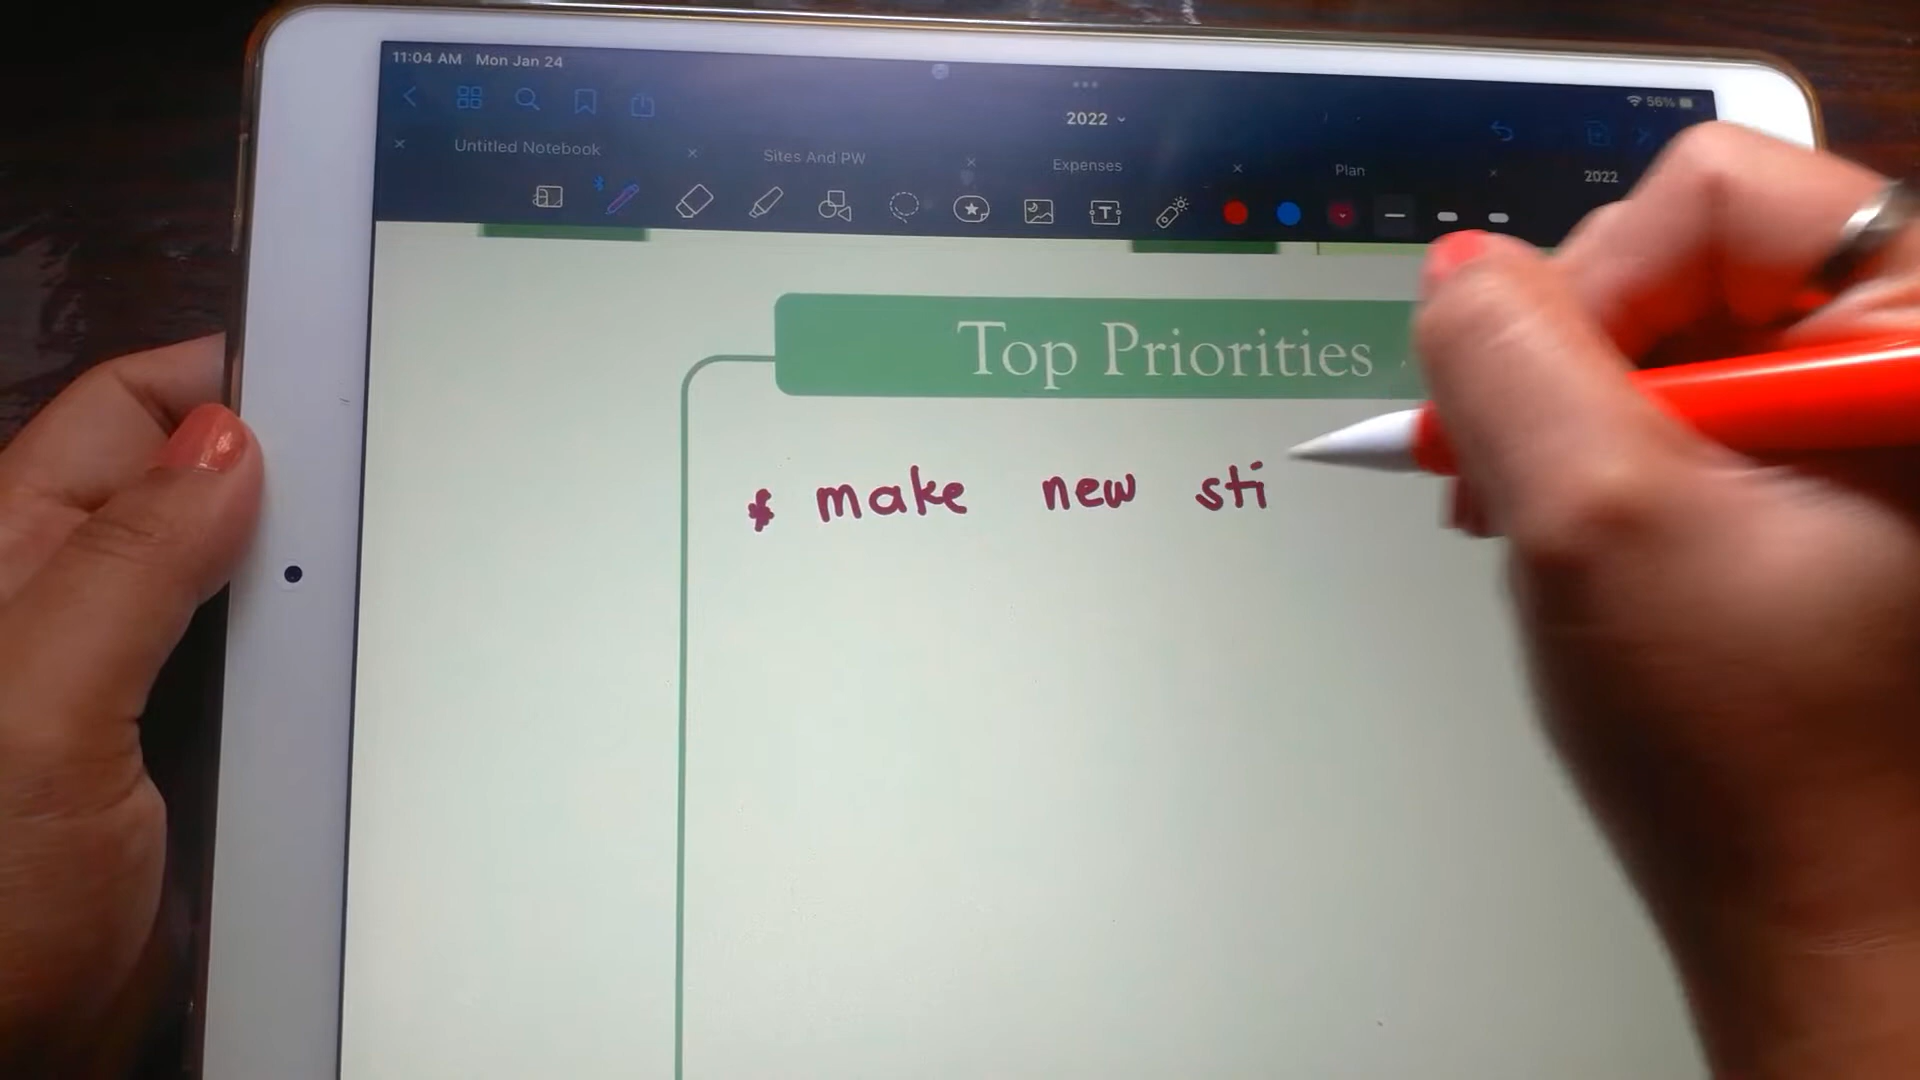 11:04 AM Mon Jan 24
56%
2022
Untitled Notebook
Sites And PW
Expenses
Plan
2022
Top Priorities
* make new sti